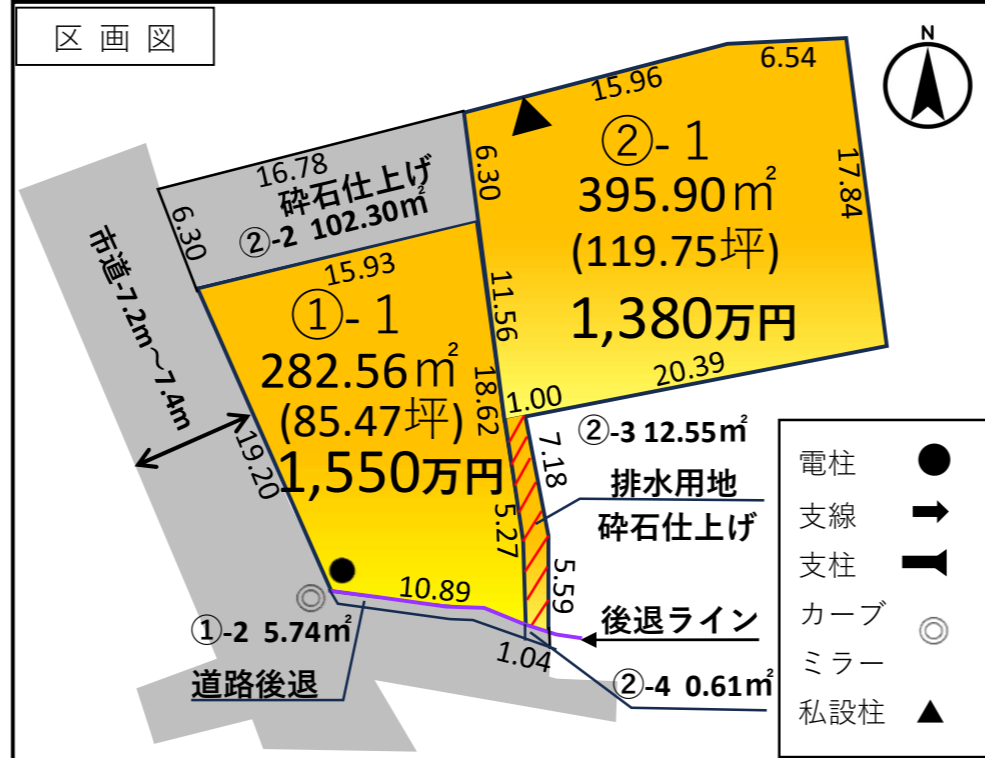 区画図
N
6.54
15.96
②-1
395.90㎡
(119.75坪)
1,380万円
17.84
20.39
6.30
11.56
18.62
1.00
16.78
砕石仕上げ
②-2 102.30㎡
6.30
市道-7.2m～7.4m
15.93
①-1
282.56㎡
(85.47坪)
1,550万円
19.20
5.27
10.89
②-3 12.55㎡
7.18
排水用地
砕石仕上げ
5.59
後退ライン
①-2 5.74㎡
道路後退
1.04
②-4 0.61㎡
電柱
支線
支柱
カーブ
ミラー
私設柱